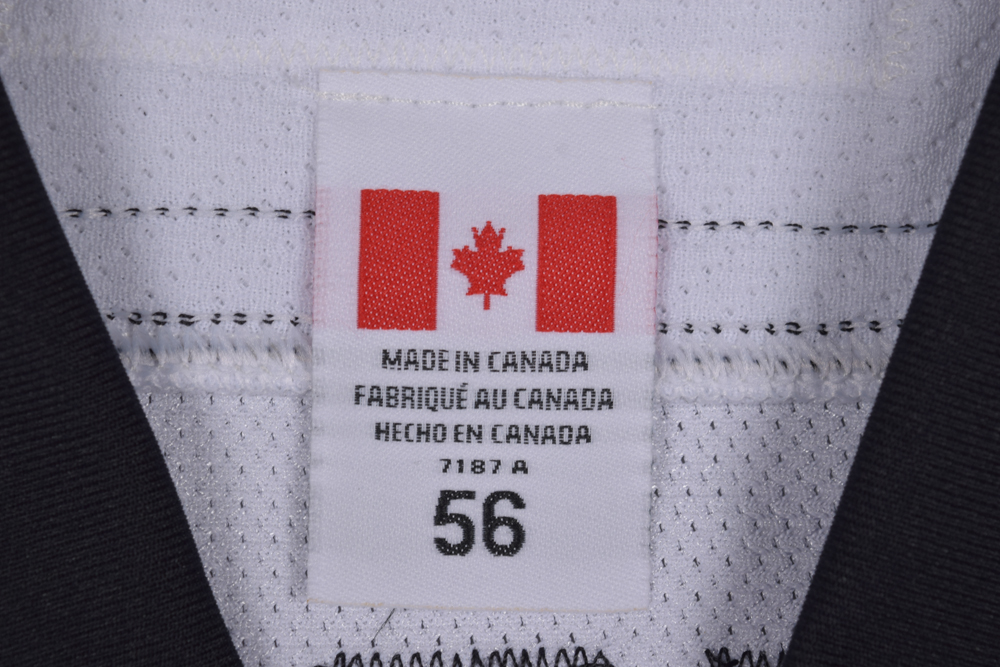 MADE IN CANADA
FABRIQUÉ AU CANADA
HECHO EN CANADA
7187 A
56